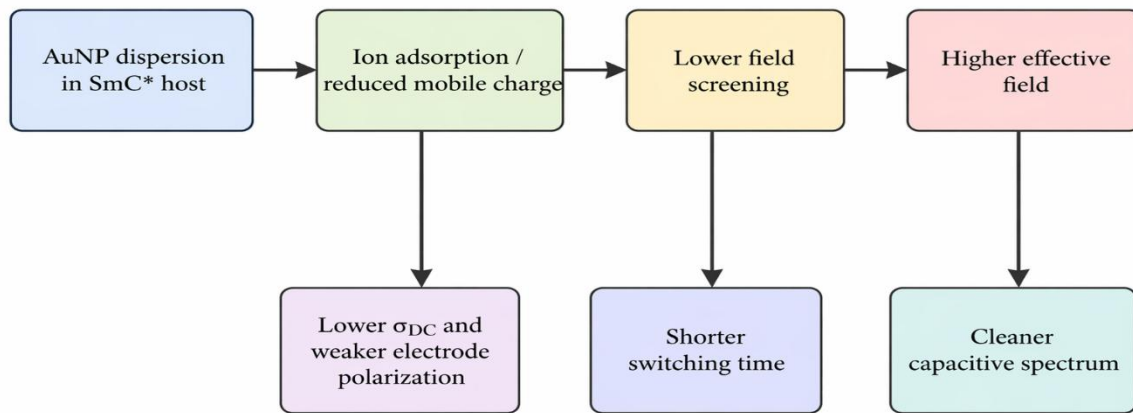 AuNP dispersion
in SmC* host
Ion adsorption /
reduced mobile charge
Lower field
screening
Higher effective
field
Lower σDC and
weaker electrode
polarization
Shorter
switching time
Cleaner
capacitive spectrum